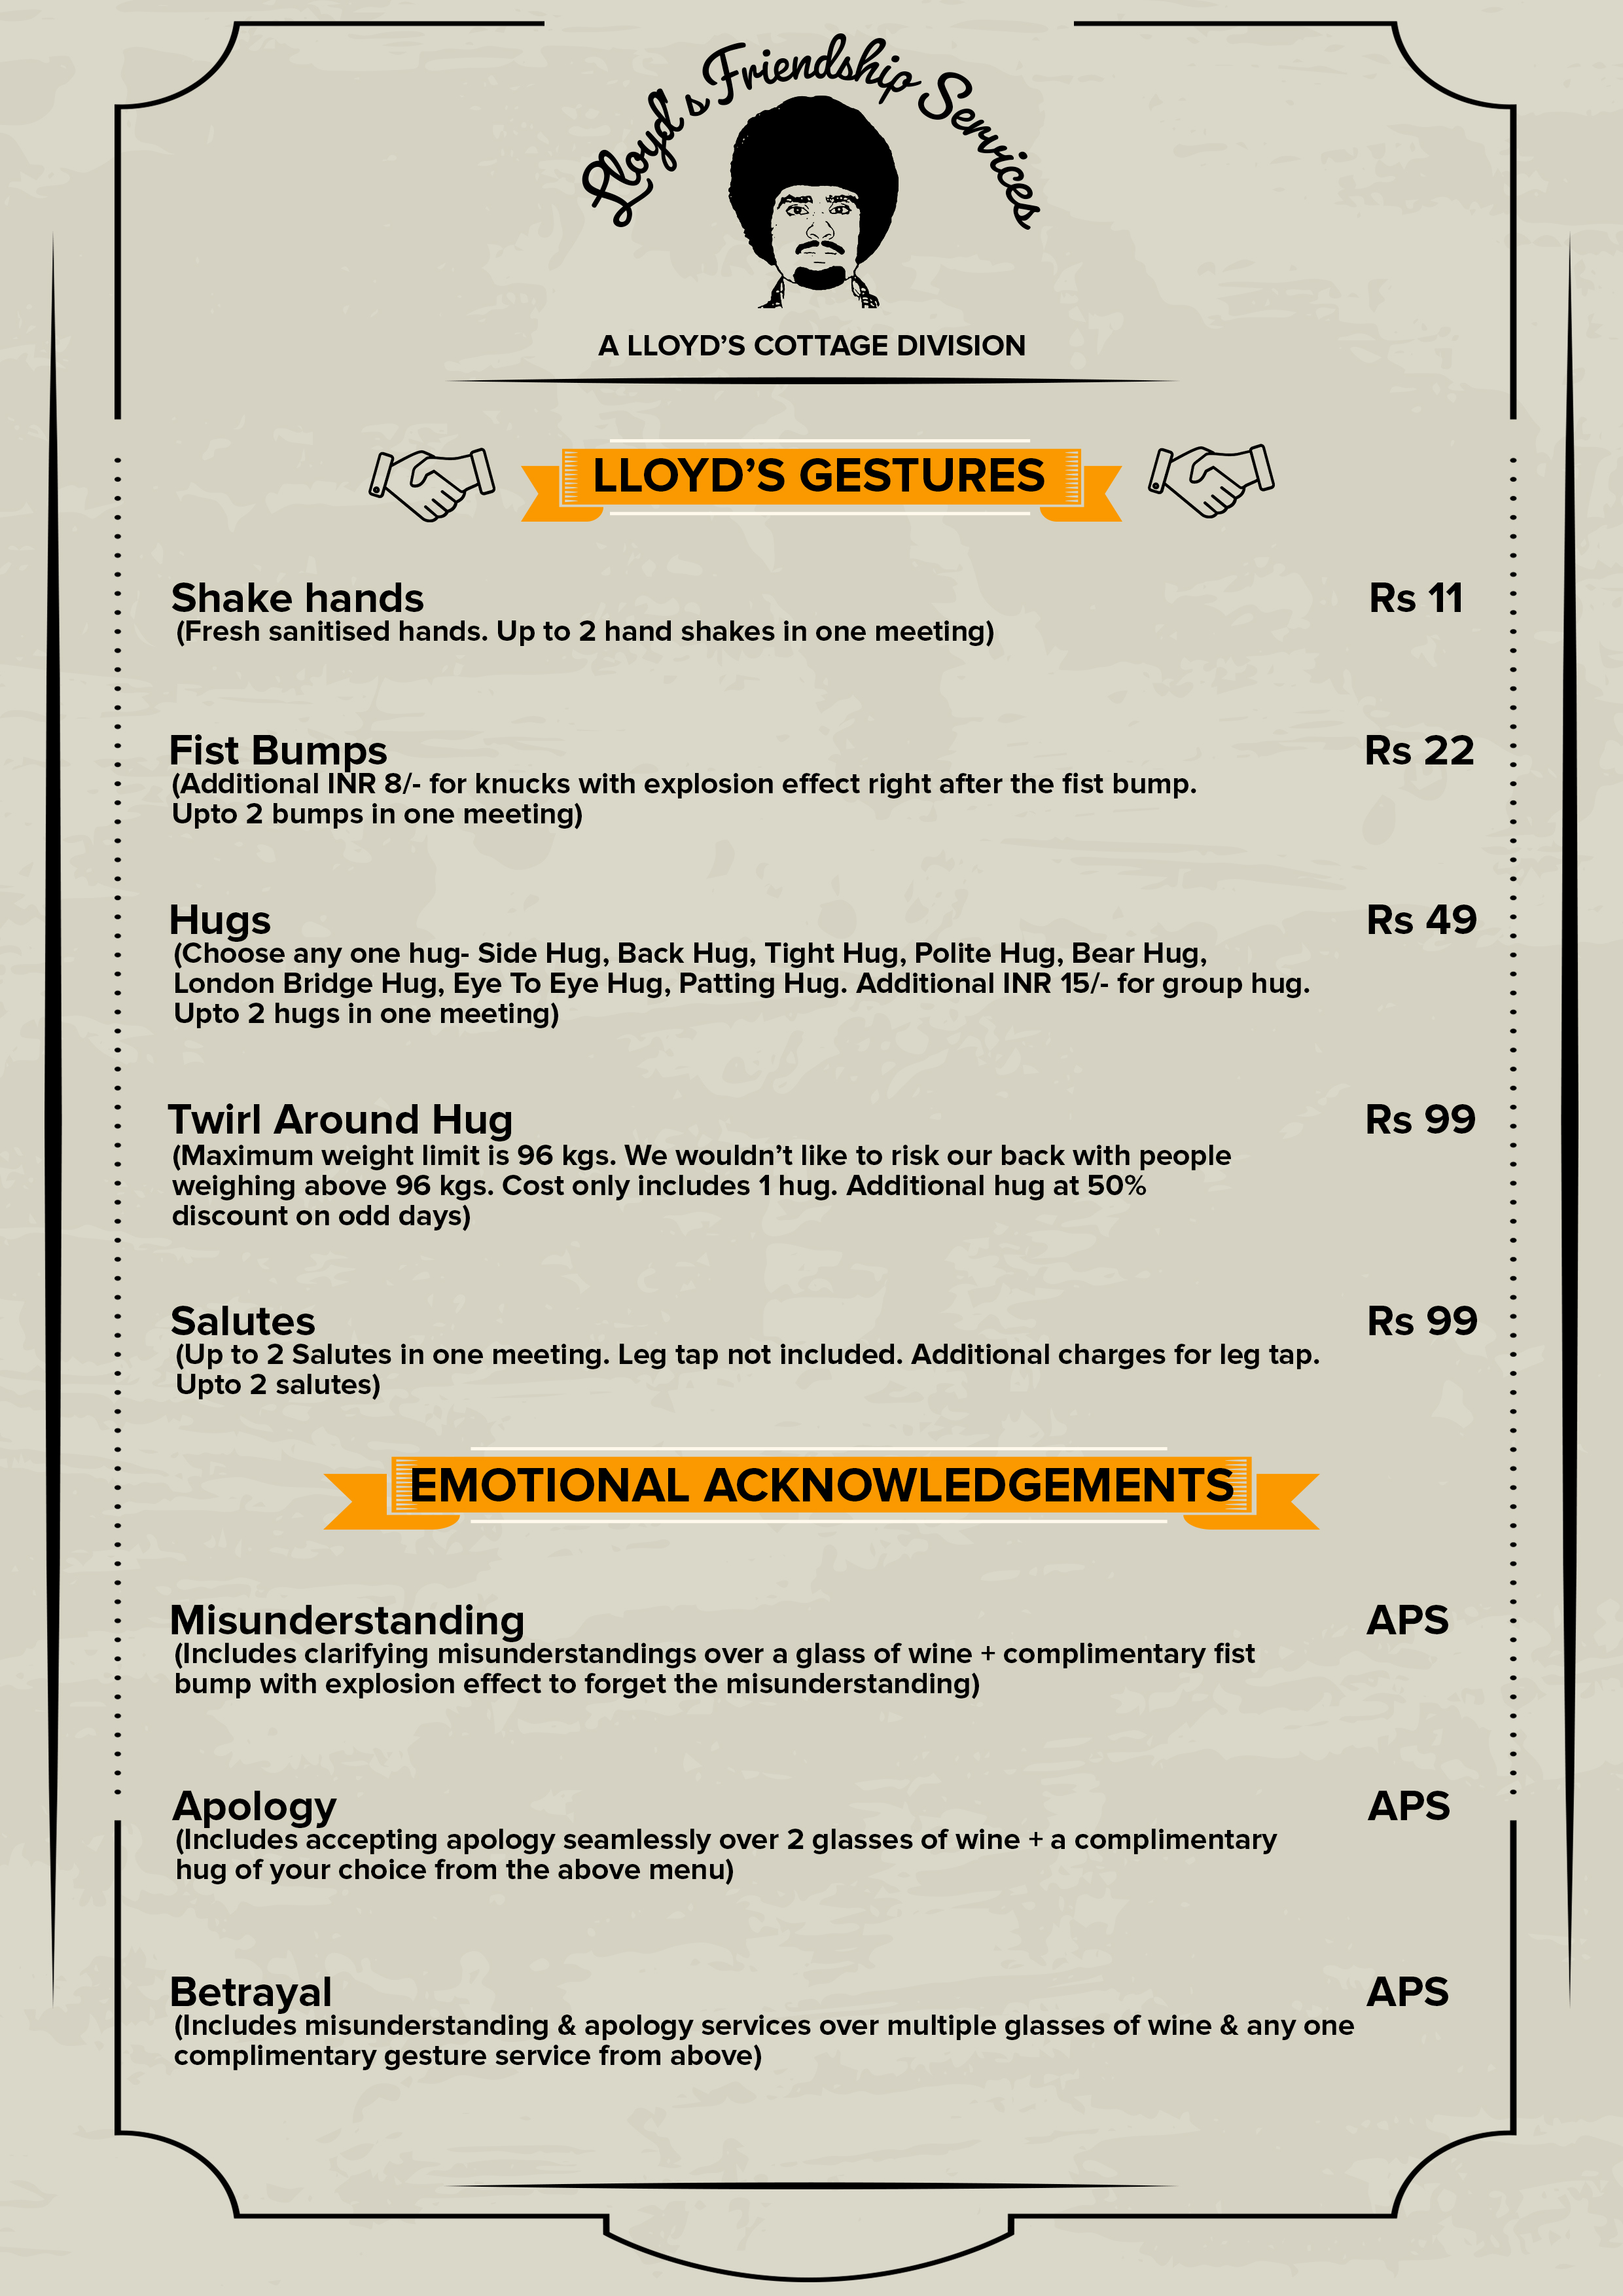 Lloyd's Friendship Services
A LLOYD’S COTTAGE DIVISION
LLOYD’S GESTURES
Shake hands Rs 11
(Fresh sanitised hands. Up to 2 hand shakes in one meeting)
Fist Bumps Rs 22
(Additional INR 8/- for knucks with explosion effect right after the fist bump.
Upto 2 bumps in one meeting)
Hugs Rs 49
(Choose any one hug- Side Hug, Back Hug, Tight Hug, Polite Hug, Bear Hug,
London Bridge Hug, Eye To Eye Hug, Patting Hug. Additional INR 15/- for group hug.
Upto 2 hugs in one meeting)
Twirl Around Hug Rs 99
(Maximum weight limit is 96 kgs. We wouldn’t like to risk our back with people
weighing above 96 kgs. Cost only includes 1 hug. Additional hug at 50%
discount on odd days)
Salutes Rs 99
(Up to 2 Salutes in one meeting. Leg tap not included. Additional charges for leg tap.
Upto 2 salutes)
EMOTIONAL ACKNOWLEDGEMENTS
Misunderstanding APS
(Includes clarifying misunderstandings over a glass of wine + complimentary fist
bump with explosion effect to forget the misunderstanding)
Apology APS
(Includes accepting apology seamlessly over 2 glasses of wine + a complimentary
hug of your choice from the above menu)
Betrayal APS
(Includes misunderstanding & apology services over multiple glasses of wine & any one
complimentary gesture service from above)